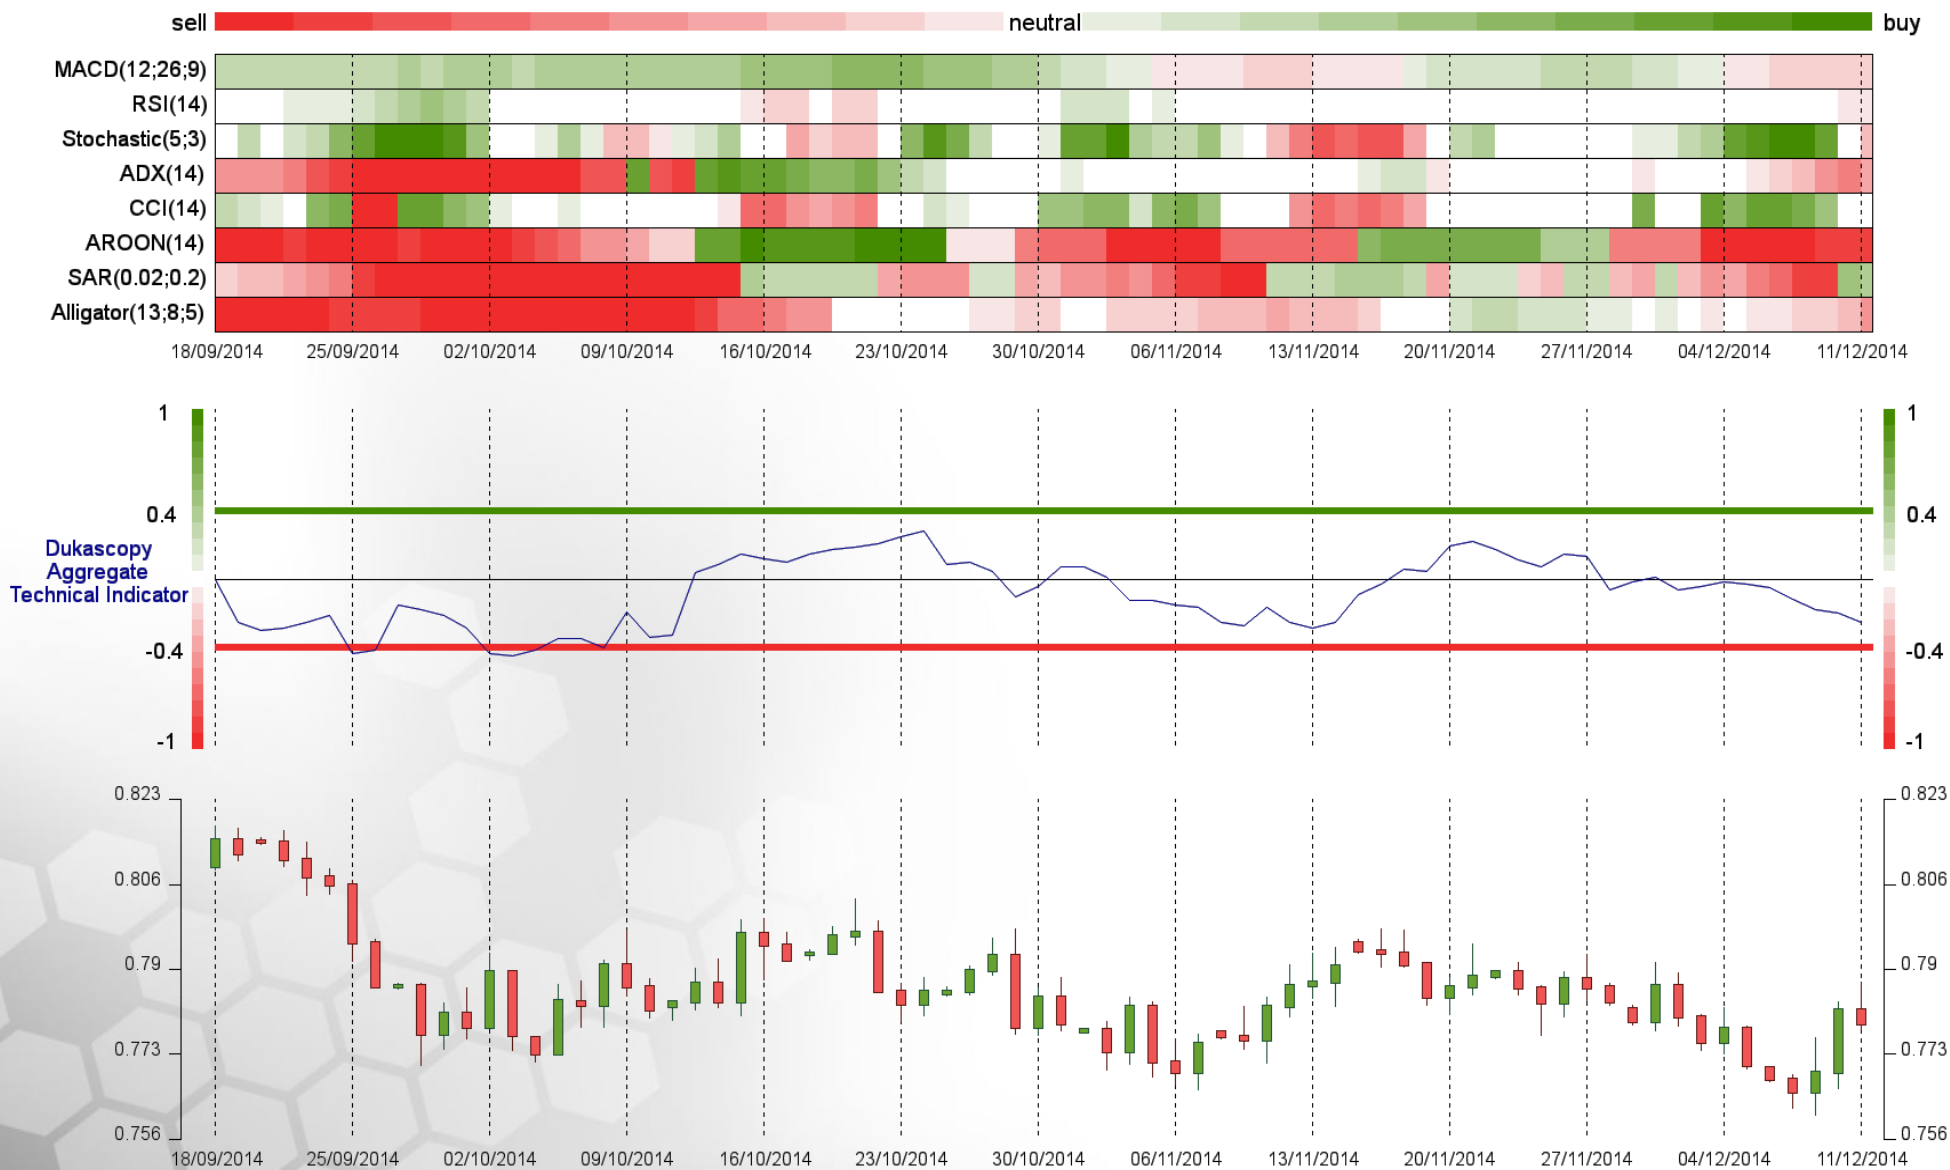 sell neutral buy
MACD(12;26;9)
RSI(14)
Stochastic(5;3)
ADX(14)
CCI(14)
AROON(14)
SAR(0.02;0.2)
Alligator(13;8;5)
18/09/2014 25/09/2014 02/10/2014 09/10/2014 16/10/2014 23/10/2014 30/10/2014 06/11/2014 13/11/2014 20/11/2014 27/11/2014 04/12/2014 11/12/2014
1 1
0.4 0.4
Dukascopy
Aggregate
Technical Indicator
-0.4 -0.4
-1 -1
0.823 0.823
0.806 0.806
0.79 0.79
0.773 0.773
0.756 0.756
18/09/2014 25/09/2014 02/10/2014 09/10/2014 16/10/2014 23/10/2014 30/10/2014 06/11/2014 13/11/2014 20/11/2014 27/11/2014 04/12/2014 11/12/2014